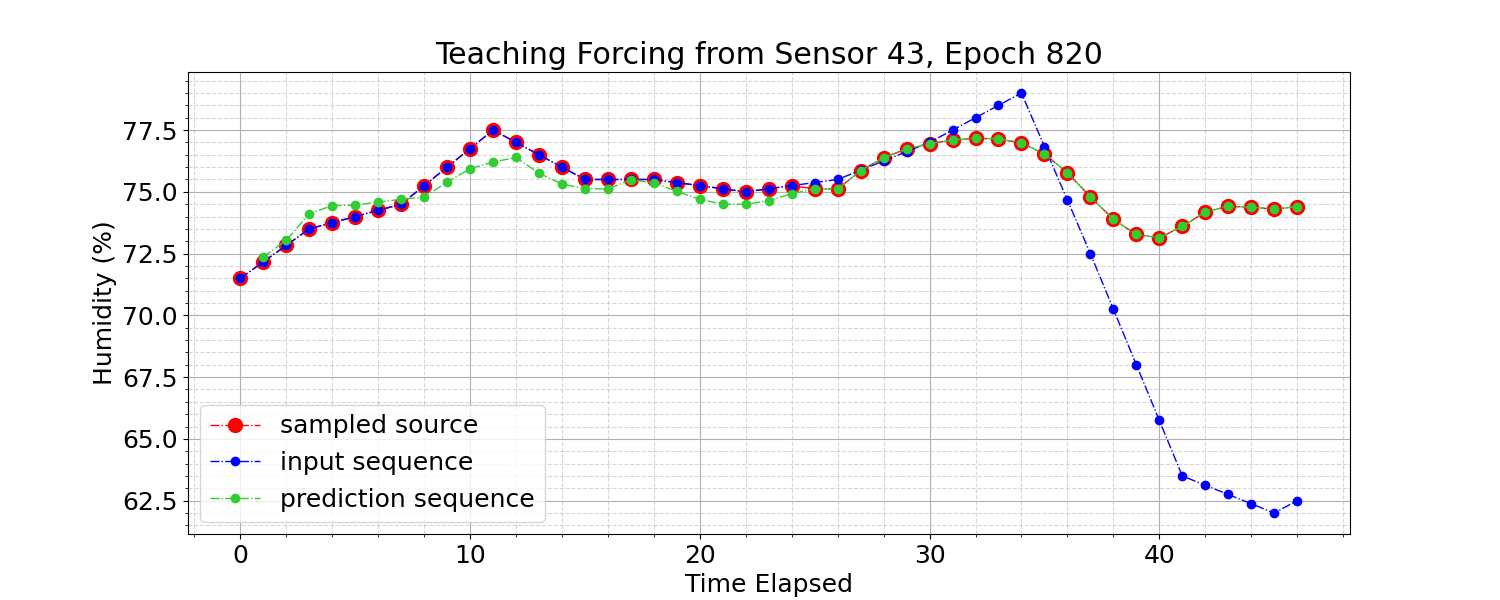 Teaching Forcing from Sensor 43, Epoch 820
Humidity (%)
77.5
75.0
72.5
70.0
67.5
65.0
62.5
sampled source
input sequence
prediction sequence
0 10 20 30 40
Time Elapsed